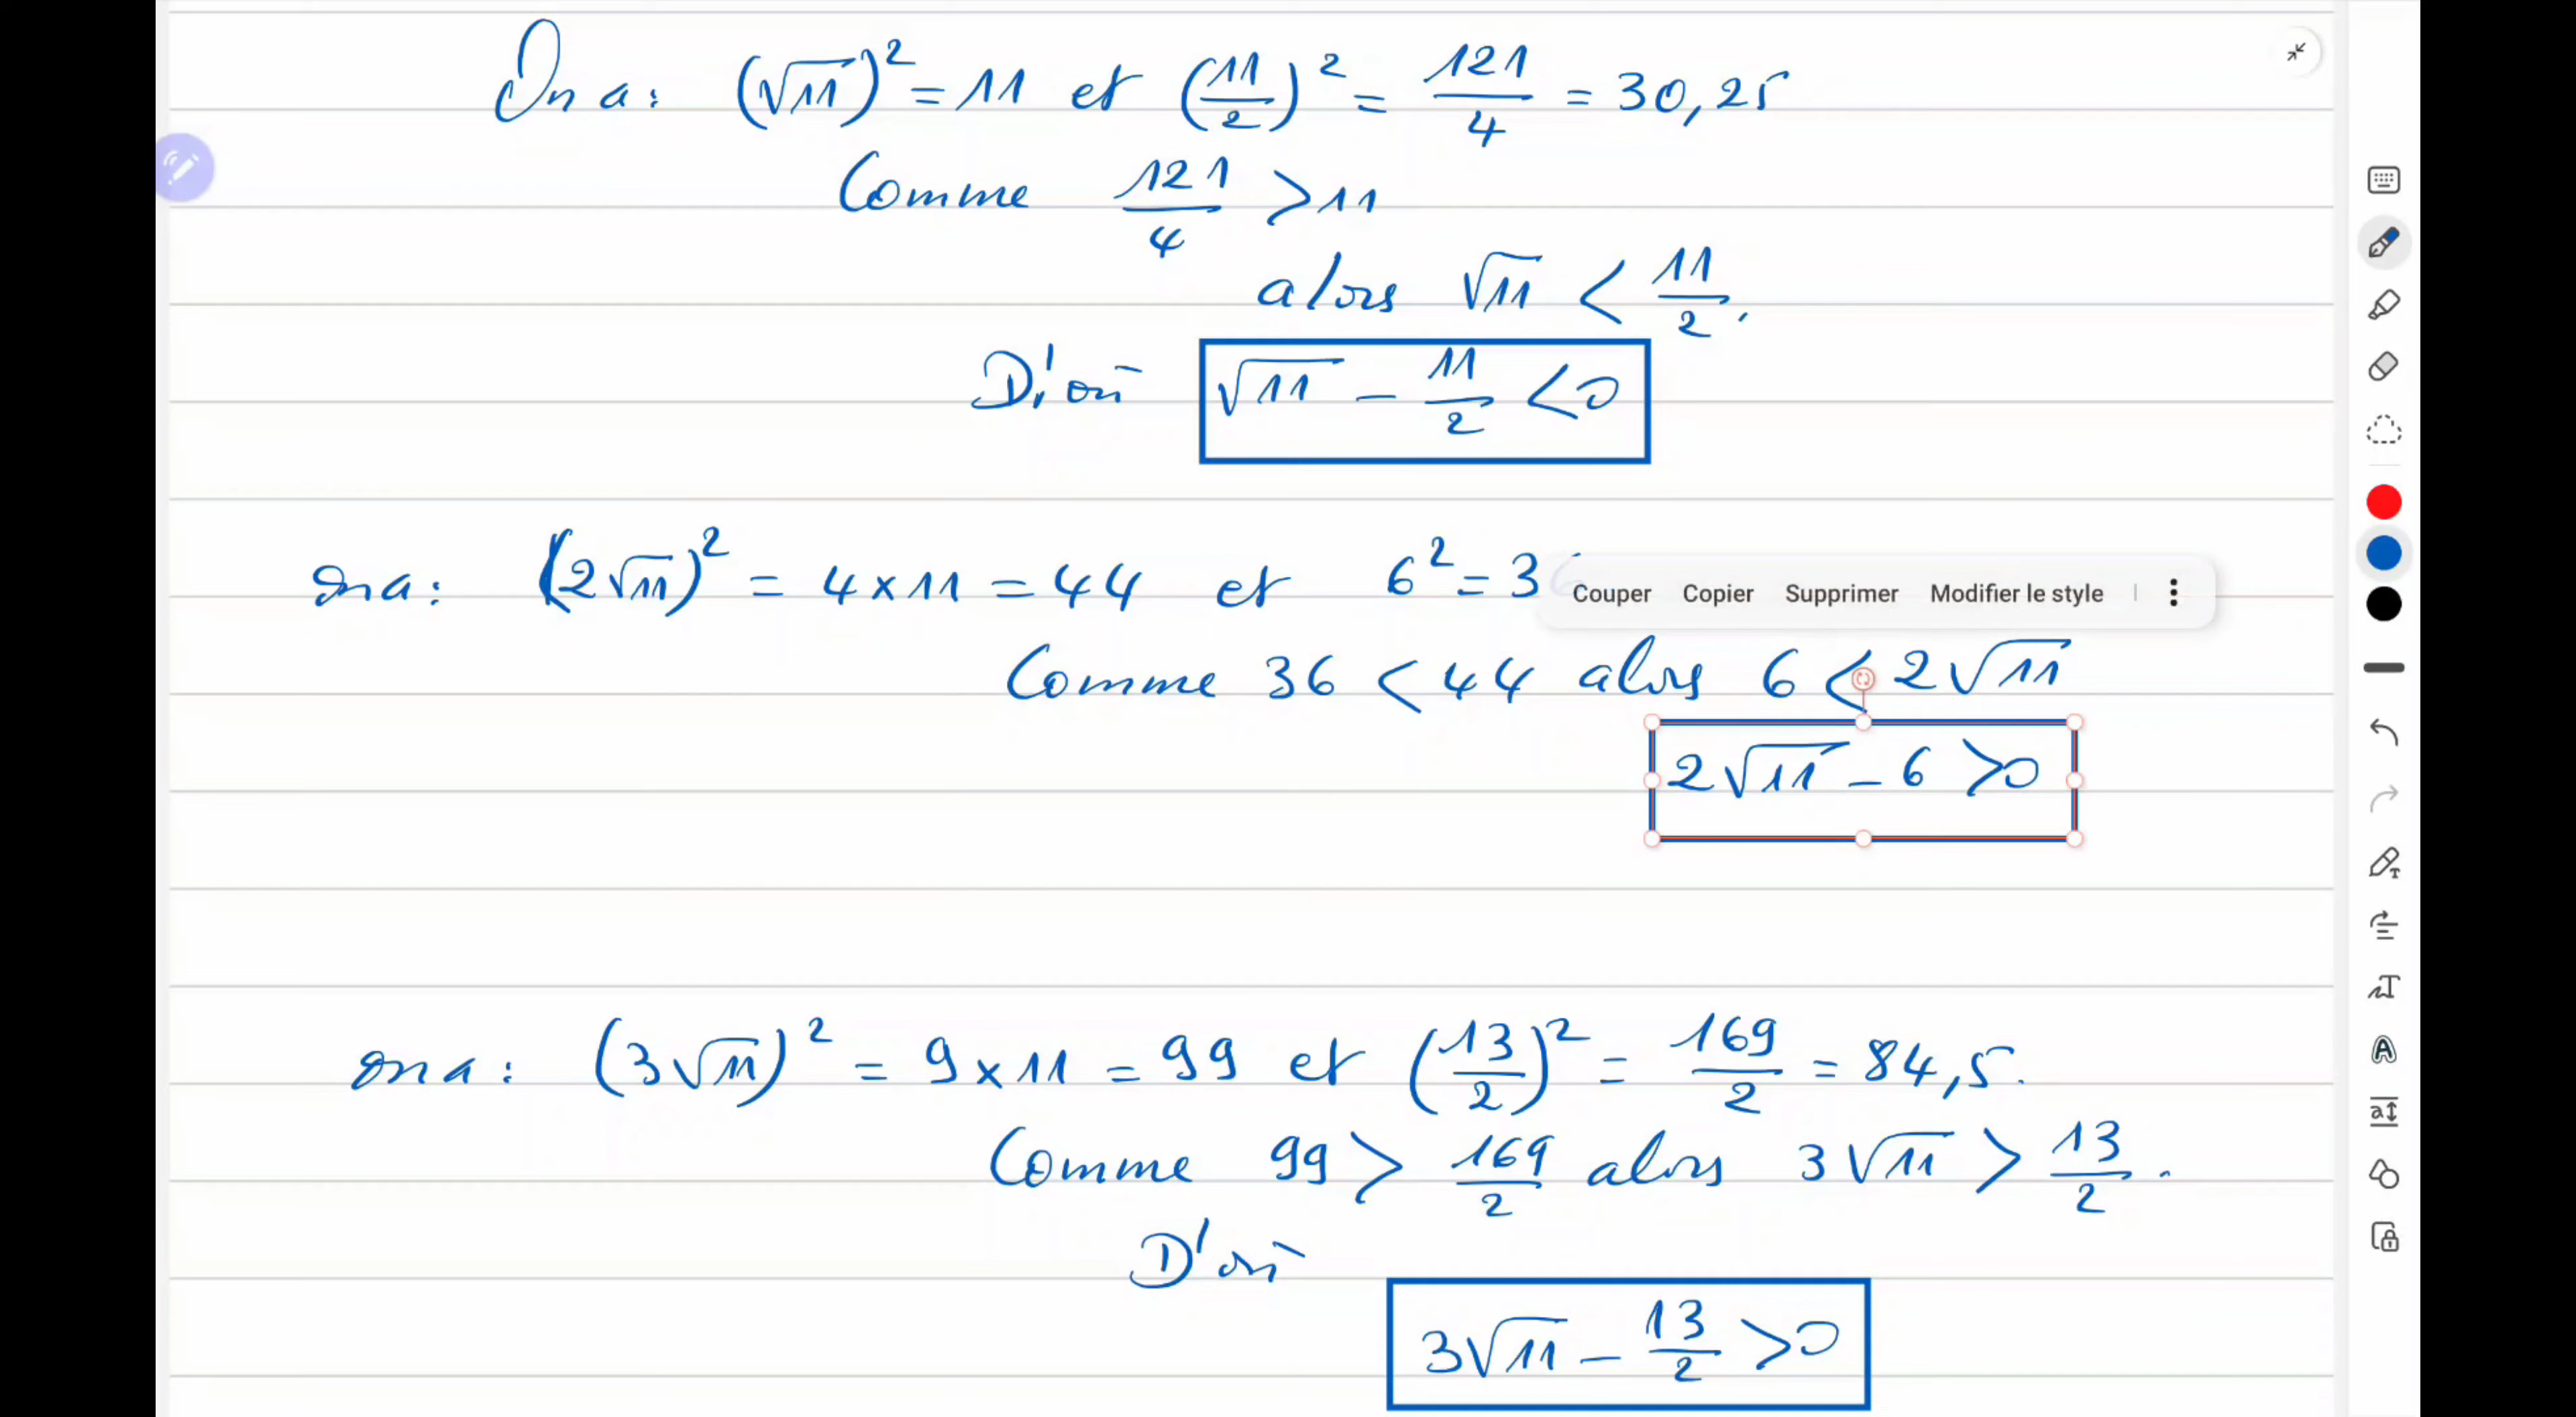 On a : (√11)² = 11 et (11/2)² = 121/4 = 30,25
Comme 121/4 > 11
alors √11 < 11/2.
D'où √11 - 11/2 < 0
on a : (2√11)² = 4 × 11 = 44 et 6² = 36
Couper Copier Supprimer Modifier le style
Comme 36 < 44 alors 6 < 2√11
2√11 - 6 > 0
on a : (3√11)² = 9 × 11 = 99 et (13/2)² = 169/2 = 84,5.
Comme 99 > 169/2 alors 3√11 > 13/2.
D'où
3√11 - 13/2 > 0